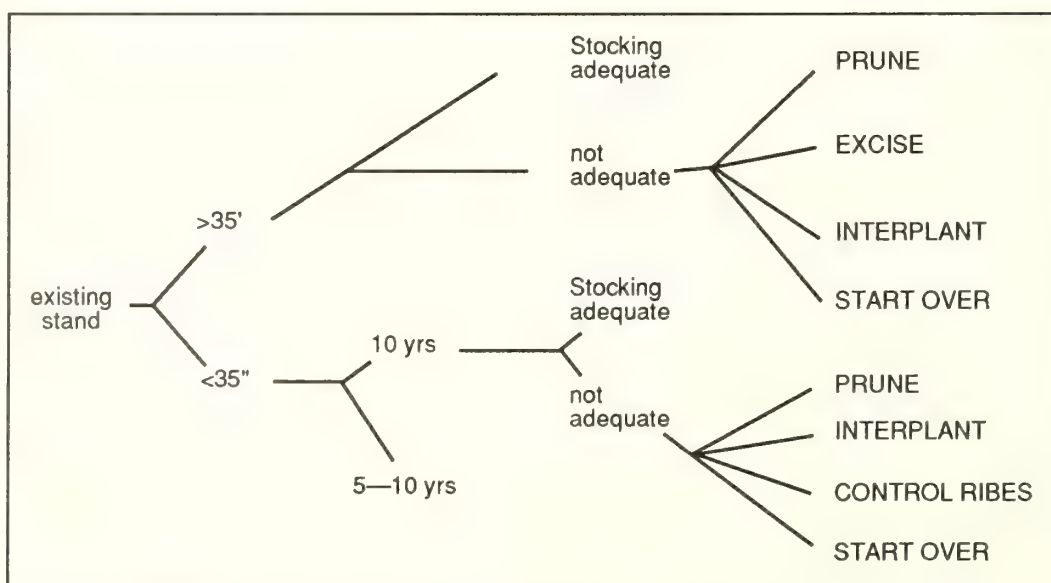 Stocking
adequate
PRUNE
EXCISE
not
adequate
>35'
INTERPLANT
START OVER
existing
stand
Stocking
adequate
10 yrs
<35"
not
adequate
PRUNE
INTERPLANT
5—10 yrs
CONTROL RIBES
START OVER